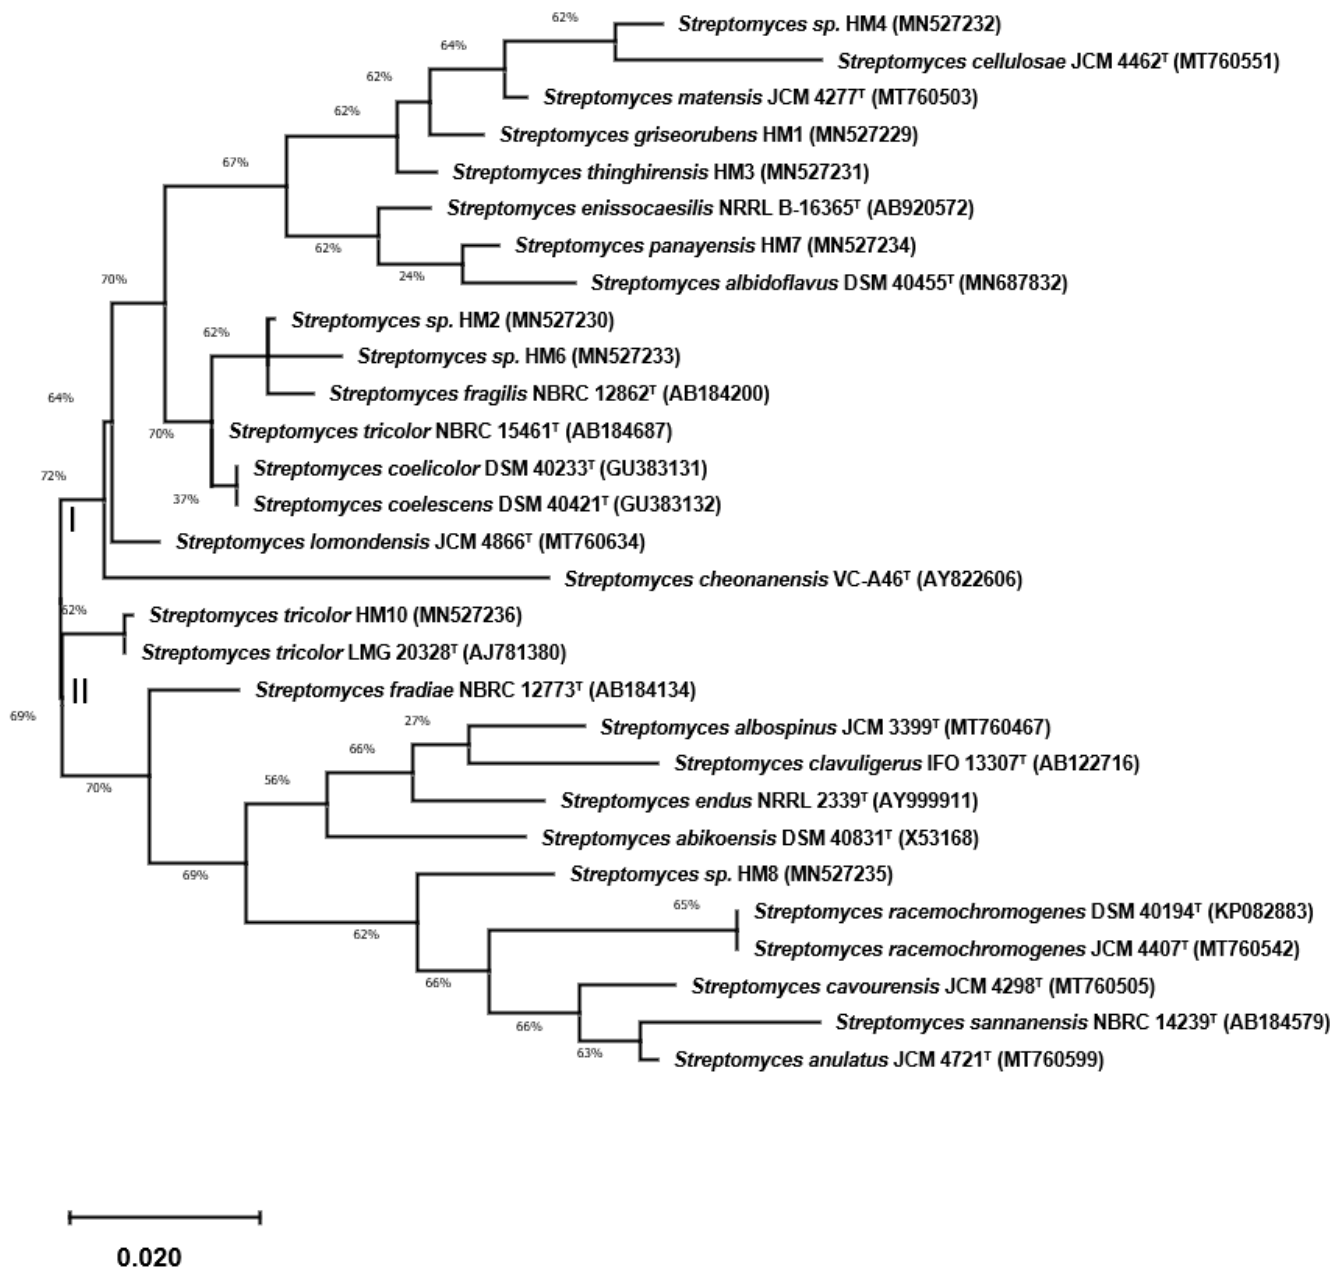 62%
Streptomyces sp. HM4 (MN527232)
64%
Streptomyces cellulosae JCM 4462ᵀ (MT760551)
62%
Streptomyces matensis JCM 4277ᵀ (MT760503)
62%
Streptomyces griseorubens HM1 (MN527229)
67%
Streptomyces thinghirensis HM3 (MN527231)
Streptomyces enissocaesilis NRRL B-16365ᵀ (AB920572)
62%
Streptomyces panayensis HM7 (MN527234)
24%
Streptomyces albidoflavus DSM 40455ᵀ (MN687832)
70%
Streptomyces sp. HM2 (MN527230)
62%
Streptomyces sp. HM6 (MN527233)
Streptomyces fragilis NBRC 12862ᵀ (AB184200)
64%
70%
Streptomyces tricolor NBRC 15461ᵀ (AB184687)
Streptomyces coelicolor DSM 40233ᵀ (GU383131)
72%
37%
Streptomyces coelescens DSM 40421ᵀ (GU383132)
I
Streptomyces lomondensis JCM 4866ᵀ (MT760634)
Streptomyces cheonanensis VC-A46ᵀ (AY822606)
62%
Streptomyces tricolor HM10 (MN527236)
Streptomyces tricolor LMG 20328ᵀ (AJ781380)
II
Streptomyces fradiae NBRC 12773ᵀ (AB184134)
69%
27%
Streptomyces albospinus JCM 3399ᵀ (MT760467)
66%
Streptomyces clavuligerus IFO 13307ᵀ (AB122716)
70%
56%
Streptomyces endus NRRL 2339ᵀ (AY999911)
Streptomyces abikoensis DSM 40831ᵀ (X53168)
69%
Streptomyces sp. HM8 (MN527235)
65%
Streptomyces racemochromogenes DSM 40194ᵀ (KP082883)
62%
Streptomyces racemochromogenes JCM 4407ᵀ (MT760542)
66%
Streptomyces cavourensis JCM 4298ᵀ (MT760505)
66%
Streptomyces sannanensis NBRC 14239ᵀ (AB184579)
63%
Streptomyces anulatus JCM 4721ᵀ (MT760599)
0.020